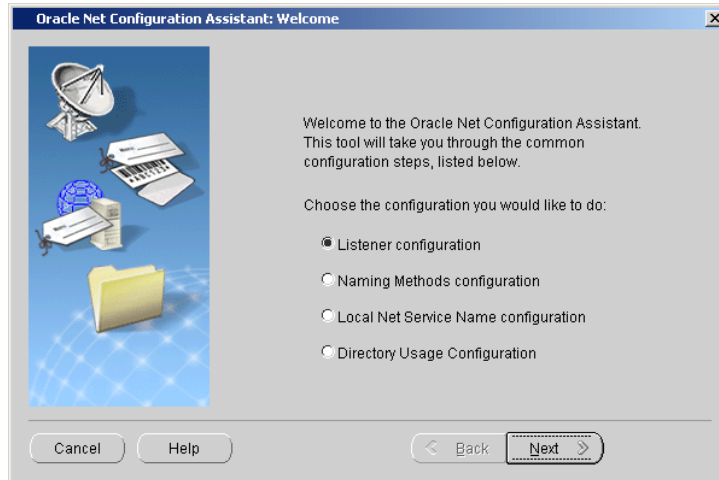 Oracle Net Configuration Assistant: Welcome
Welcome to the Oracle Net Configuration Assistant.
This tool will take you through the common
configuration steps, listed below.
Choose the configuration you would like to do:
Listener configuration
Naming Methods configuration
Local Net Service Name configuration
Directory Usage Configuration
Cancel
Help
Back
Next